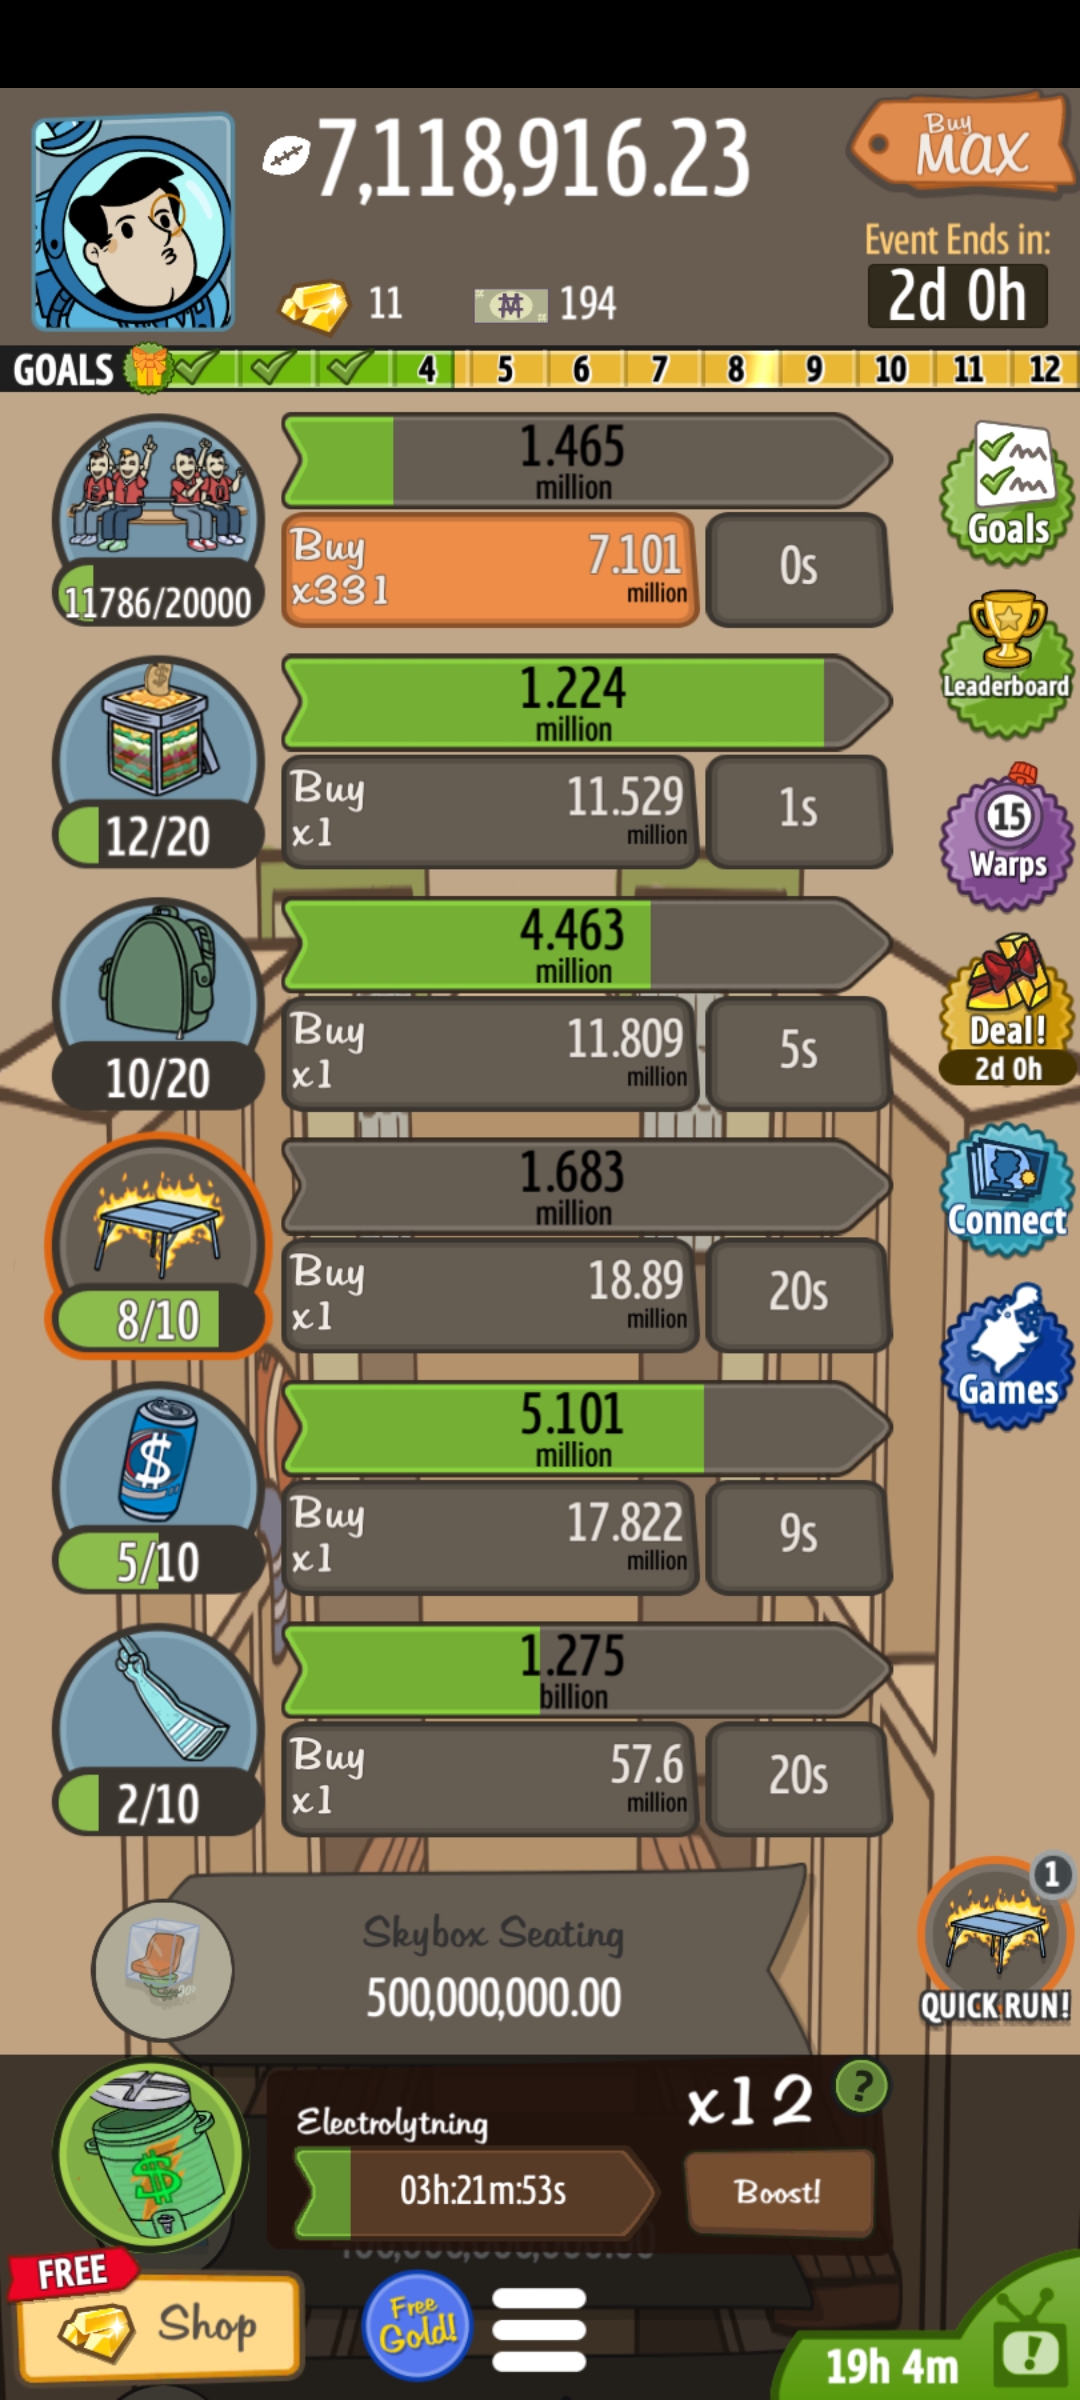 7,118,916.23
Buy
MAX
Event Ends in:
2d 0h
11
194
GOALS
4 5 6 7 8 9 10 11 12
1.465
million
Buy
x331
7.101
million
0s
11786/20000
Goals
1.224
million
Leaderboard
Buy
x1
11.529
million
1s
12/20
15
Warps
4.463
million
Buy
x1
11.809
million
5s
10/20
Deal!
2d 0h
1.683
million
Buy
x1
18.89
million
20s
8/10
Connect
5.101
million
Games
Buy
x1
17.822
million
9s
$
5/10
1.275
billion
Buy
x1
57.6
million
20s
2/10
Skybox Seating
500,000,000.00
1
QUICK RUN!
Electrolytning
x12
?
03h:21m:53s
Boost!
$
FREE
Shop
Free
Gold!
19h 4m
!